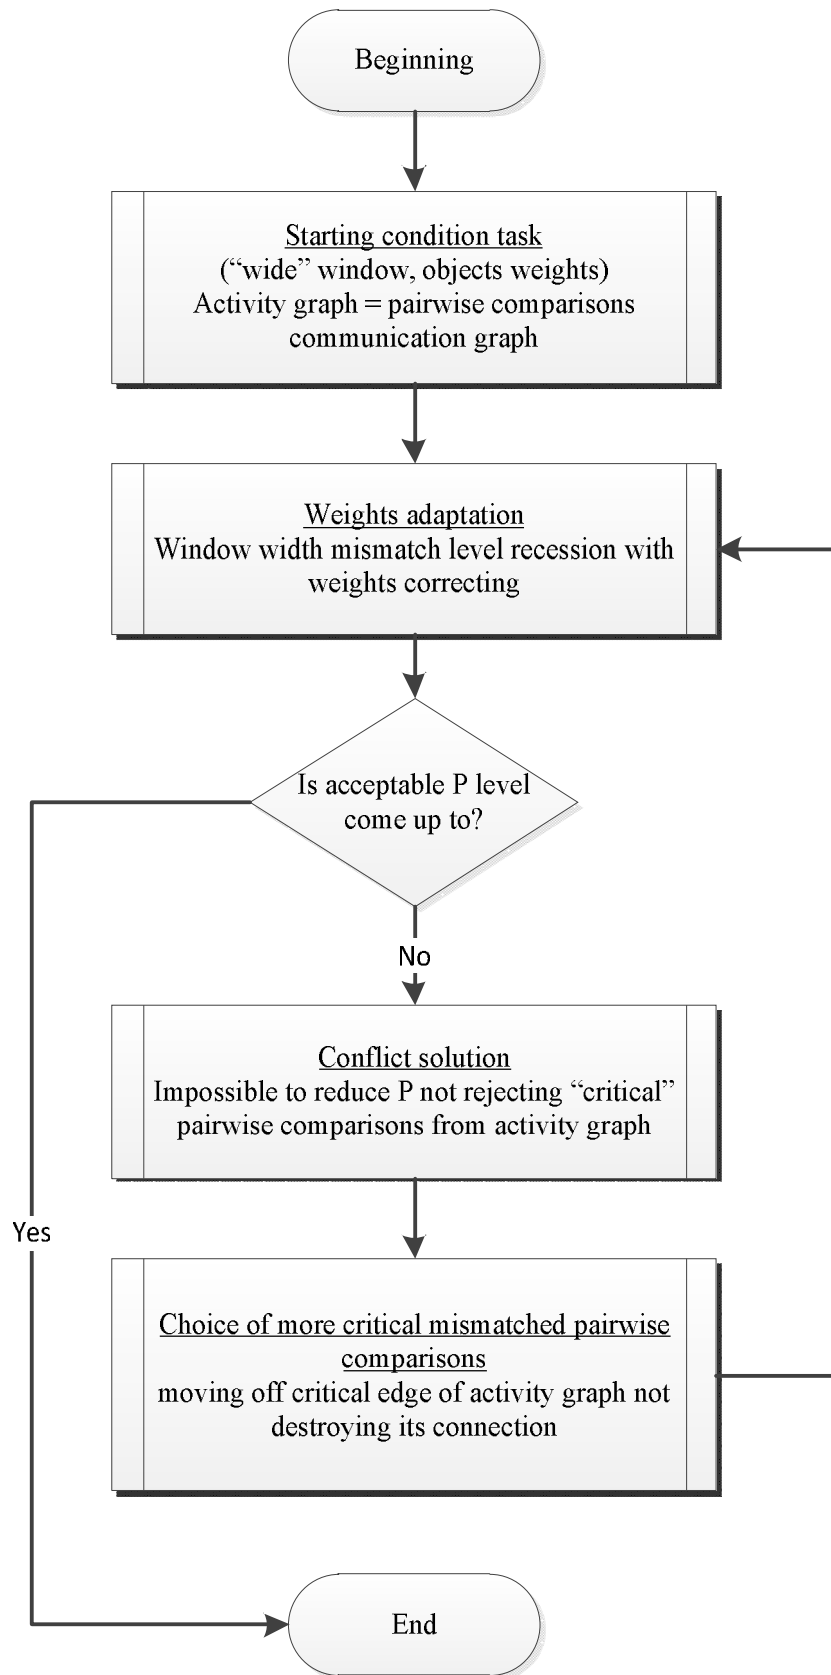 Beginning
Starting condition task
(“wide” window, objects weights)
Activity graph = pairwise comparisons
communication graph
Weights adaptation
Window width mismatch level recession with
weights correcting
Is acceptable P level
come up to?
No
Conflict solution
Impossible to reduce P not rejecting “critical”
pairwise comparisons from activity graph
Yes
Choice of more critical mismatched pairwise
comparisons
moving off critical edge of activity graph not
destroying its connection
End